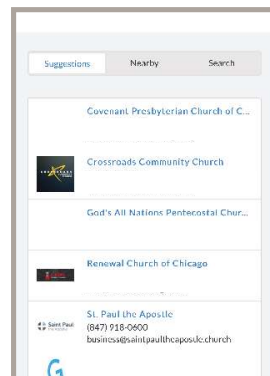 Suggestions Nearby Search
Covenant Presbyterian Church of C...
Crossroads Community Church
God's All Nations Pentecostal Chur...
Renewal Church of Chicago
St. Paul the Apostle
Saint Paul
(847) 918-0600
business@saintpaultheapostle.church
G